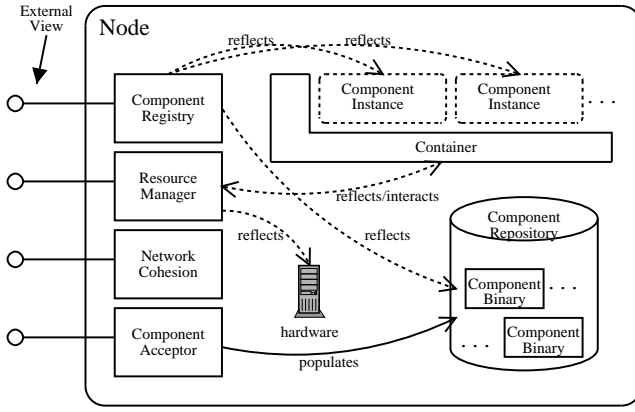 External
View
Node
reflects
reflects
Component
Registry
Component
Instance
Component
Instance
. . .
Container
Resource
Manager
reflects/interacts
reflects
reflects
Component
Repository
Network
Cohesion
Component
Binary
. . .
hardware
Component
Acceptor
populates
. . .
Component
Binary